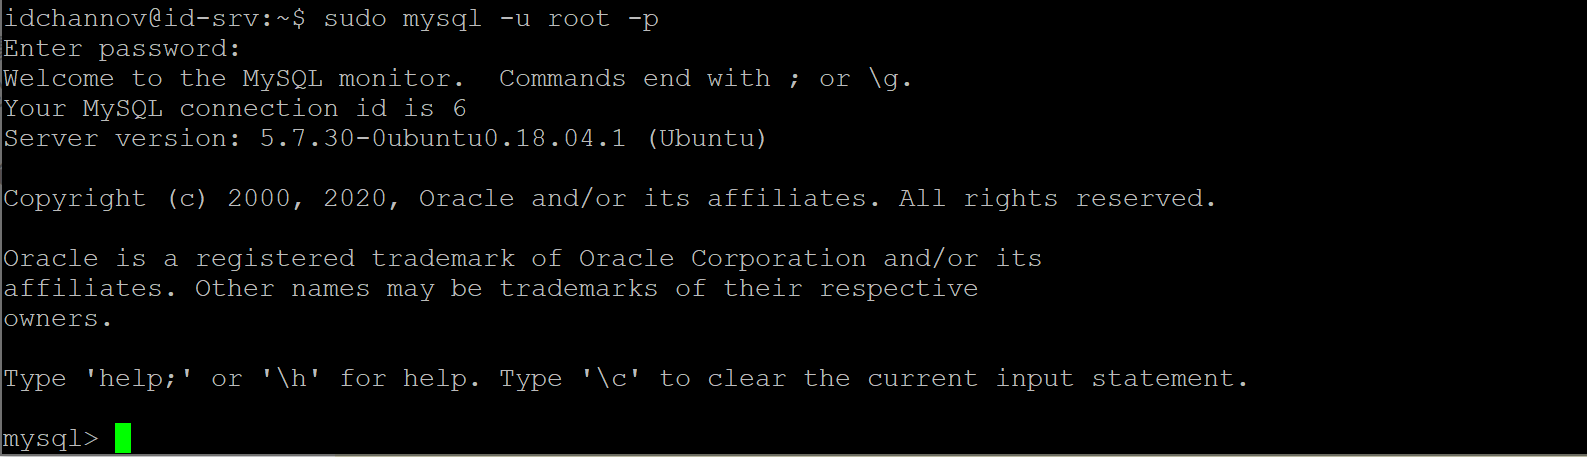 idchannov@id-srv:~$ sudo mysql -u root -p
Enter password:
Welcome to the MySQL monitor.  Commands end with ; or \g.
Your MySQL connection id is 6
Server version: 5.7.30-0ubuntu0.18.04.1 (Ubuntu)
Copyright (c) 2000, 2020, Oracle and/or its affiliates. All rights reserved.
Oracle is a registered trademark of Oracle Corporation and/or its
affiliates. Other names may be trademarks of their respective
owners.
Type 'help;' or '\h' for help. Type '\c' to clear the current input statement.
mysql>